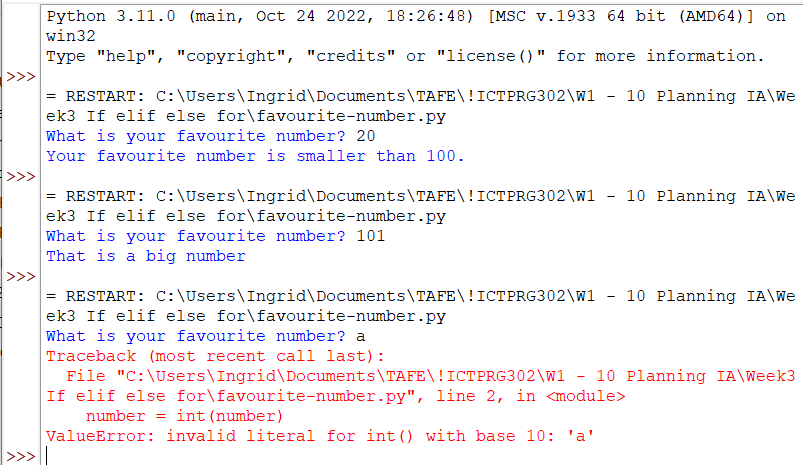 Python 3.11.0 (main, Oct 24 2022, 18:26:48) [MSC v.1933 64 bit (AMD64)] on
win32
Type "help", "copyright", "credits" or "license()" for more information.
>>>
= RESTART: C:\Users\Ingrid\Documents\TAFE\!ICTPRG302\W1 - 10 Planning IA\We
ek3 If elif else for\favourite-number.py
What is your favourite number? 20
Your favourite number is smaller than 100.
>>>
= RESTART: C:\Users\Ingrid\Documents\TAFE\!ICTPRG302\W1 - 10 Planning IA\We
ek3 If elif else for\favourite-number.py
What is your favourite number? 101
That is a big number
>>>
= RESTART: C:\Users\Ingrid\Documents\TAFE\!ICTPRG302\W1 - 10 Planning IA\We
ek3 If elif else for\favourite-number.py
What is your favourite number? a
Traceback (most recent call last):
  File "C:\Users\Ingrid\Documents\TAFE\!ICTPRG302\W1 - 10 Planning IA\Week3
If elif else for\favourite-number.py", line 2, in <module>
    number = int(number)
ValueError: invalid literal for int() with base 10: 'a'
>>>